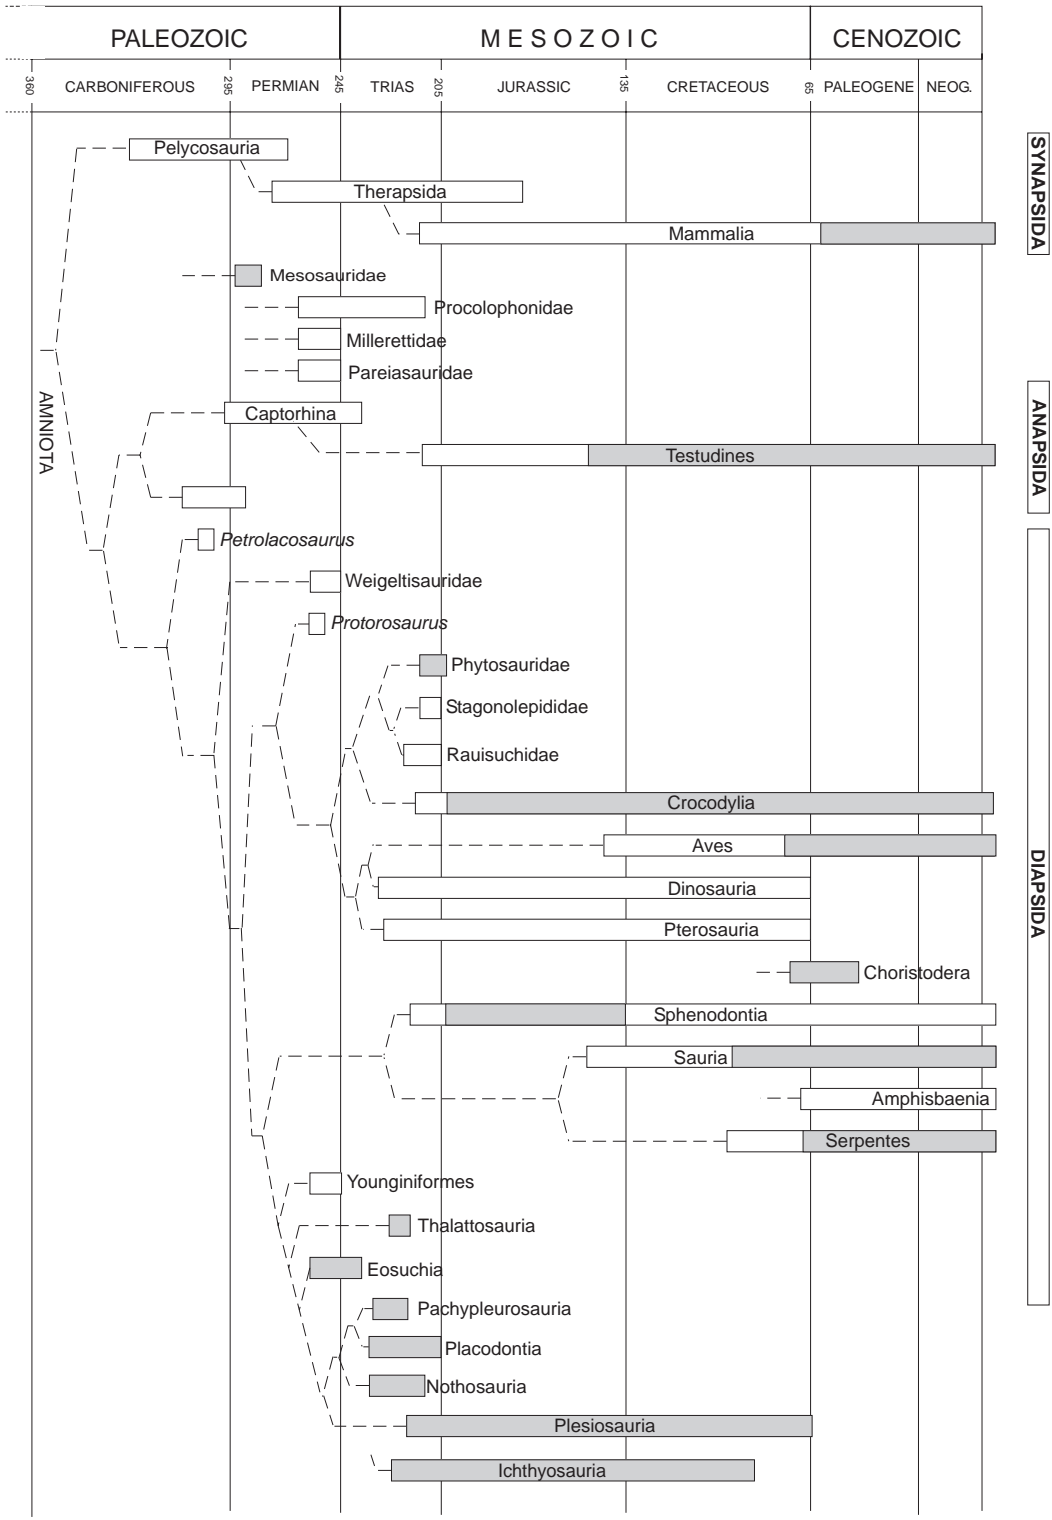 PALEOZOIC MESOZOIC CENOZOIC
360 CARBONIFEROUS 295 PERMIAN 245 TRIAS 205 JURASSIC 135 CRETACEOUS 65 PALEOGENE NEOG.
Pelycosauria
Therapsida
Mammalia
SYNAPSIDA
Mesosauridae
Procolophonidae
Millerettidae
Pareiasauridae
AMNIOTA
Captorhina
Testudines
ANAPSIDA
Petrolacosaurus
Weigeltisauridae
Protorosaurus
Phytosauridae
Stagonolepididae
Rauisuchidae
Crocodylia
Aves
Dinosauria
DIAPSIDA
Pterosauria
Choristodera
Sphenodontia
Sauria
Amphisbaenia
Serpentes
Younginiformes
Thalattosauria
Eosuchia
Pachypleurosauria
Placodontia
Nothosauria
Plesiosauria
Ichthyosauria